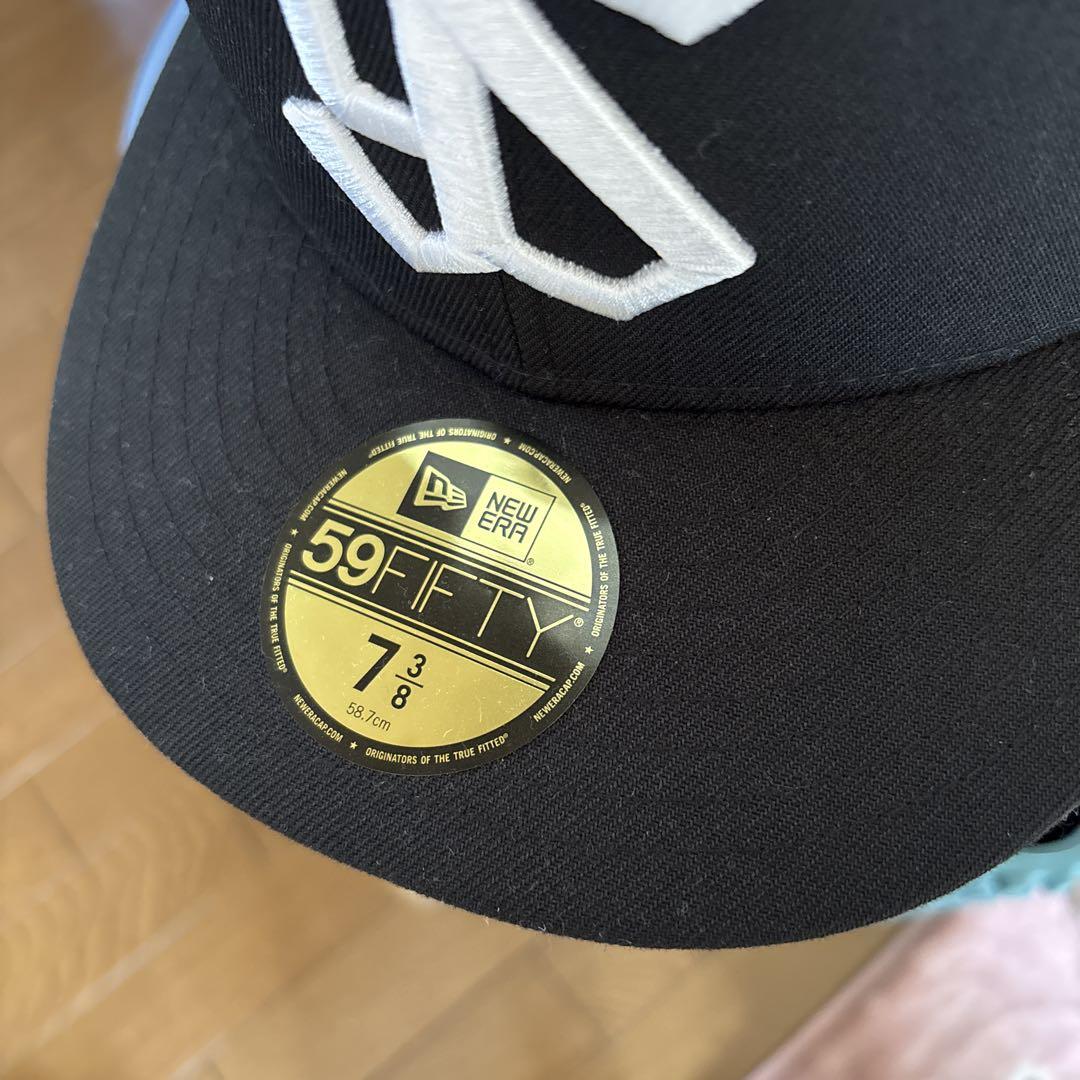 NEW
ERA
®
59FIFTY®
7 3/8
58.7cm
ORIGINATORS OF THE TRUE FITTED® ★ NEWERACAP.COM
ORIGINATORS OF THE TRUE FITTED® ★ NEWERACAP.COM
ORIGINATORS OF THE TRUE FITTED® ★ NEWERACAP.COM
ORIGINATORS OF THE TRUE FITTED® ★ NEWERACAP.COM